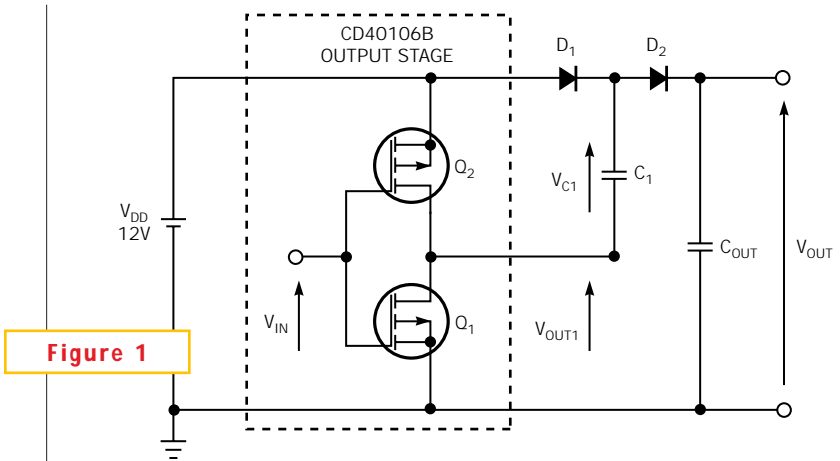 CD40106B
OUTPUT STAGE
D1
D2
Q2
VC1
C1
VDD
12V
COUT
VOUT
VIN
Q1
VOUT1
Figure 1